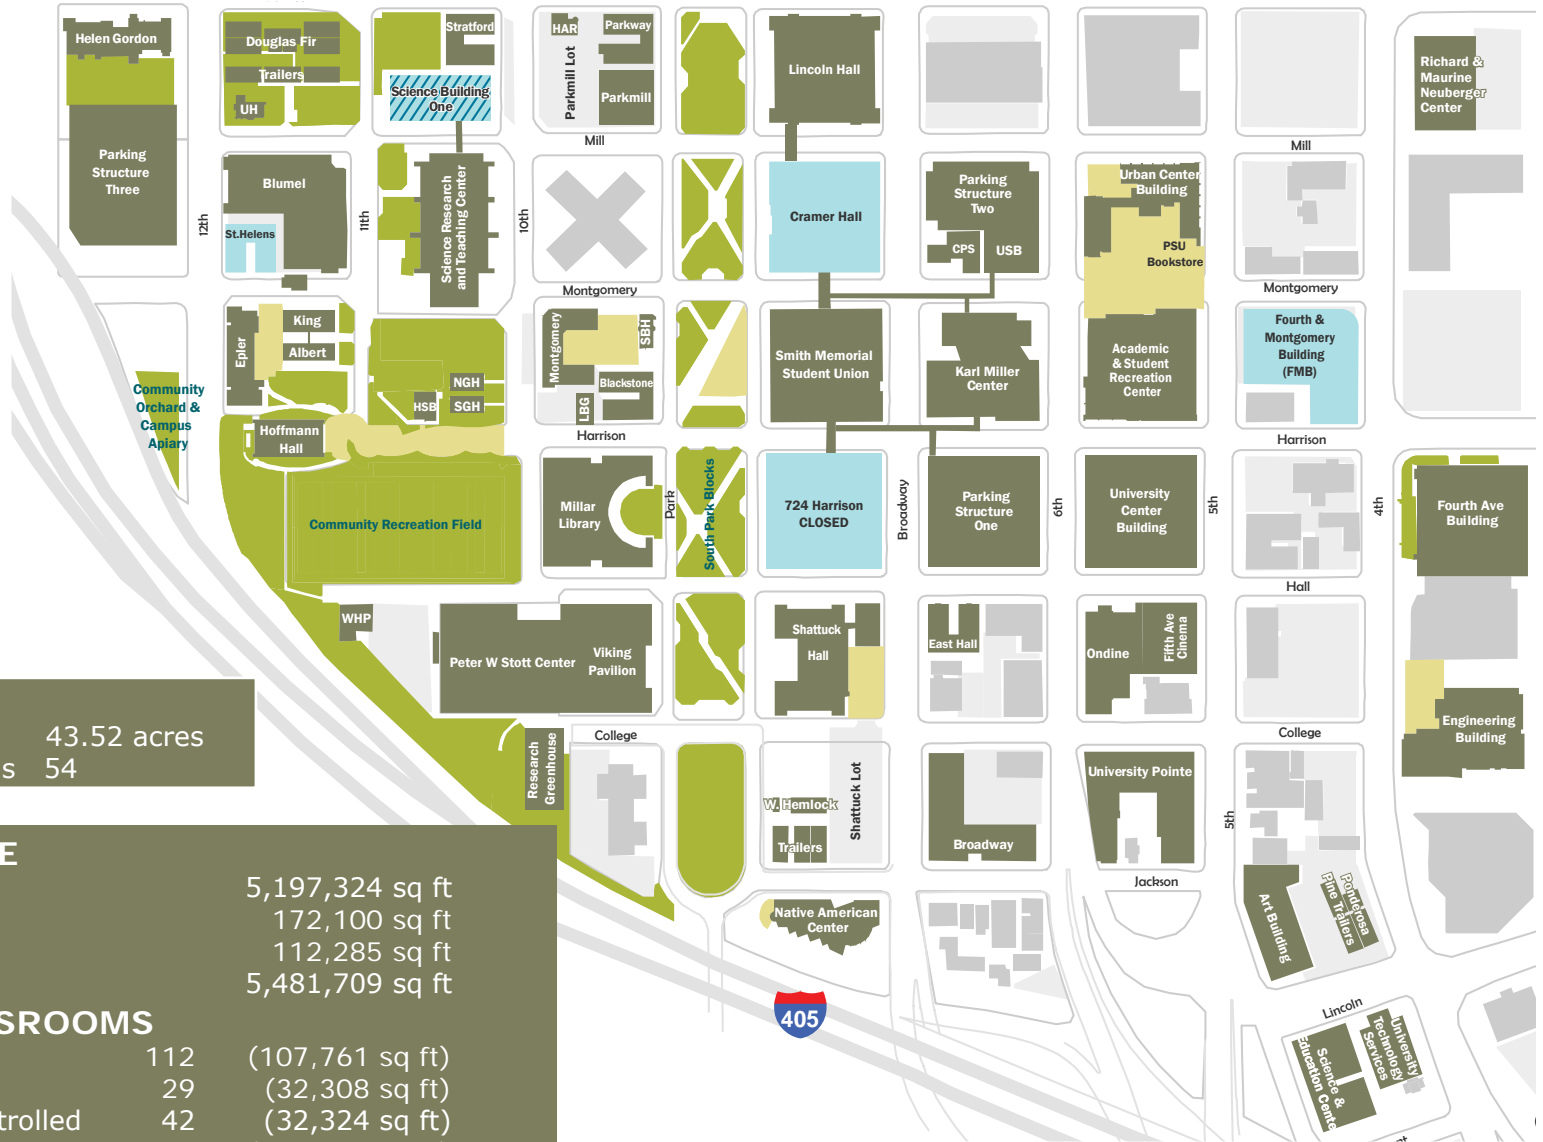 Helen Gordon
Douglas Fir
Trailers
UH
Stratford
Science Building
One
HAR
Parkway
Parkmill Lot
Parkmill
Lincoln Hall
Richard &
Maurine
Neuberger
Center
Mill
Mill
Parking
Structure
Three
12th
Blumel
St.Helens
11th
Science Research
and Teaching Center
10th
Cramer Hall
Parking
Structure
Two
CPS
USB
Urban Center
Building
PSU
Bookstore
Montgomery
Montgomery
Epler
King
Albert
NGH
HSB
SGH
Montgomery
SBH
Blackstone
LBG
Smith Memorial
Student Union
Karl Miller
Center
Academic
& Student
Recreation
Center
Fourth &
Montgomery
Building
(FMB)
Community
Orchard &
Campus
Apiary
Hoffmann
Hall
Harrison
Harrison
Community Recreation Field
Millar
Library
Park
South Park Blocks
724 Harrison
CLOSED
Broadway
Parking
Structure
One
6th
University
Center
Building
5th
4th
Fourth Ave
Building
Hall
WHP
Peter W Stott Center
Viking
Pavilion
Shattuck
Hall
East Hall
Ondine
Fifth Ave
Cinema
Engineering
Building
College
College
43.52 acres
s 54
Research
Greenhouse
W. Hemlock
Trailers
Shattuck Lot
Broadway
University Pointe
5th
Jackson
E
5,197,324 sq ft
172,100 sq ft
112,285 sq ft
5,481,709 sq ft
SROOMS
112 (107,761 sq ft)
29 (32,308 sq ft)
trolled 42 (32,324 sq ft)
Native American
Center
405
Art Building
Ponderosa
Pine Trailers
Lincoln
Science &
Education Cente
University
Technology
Services